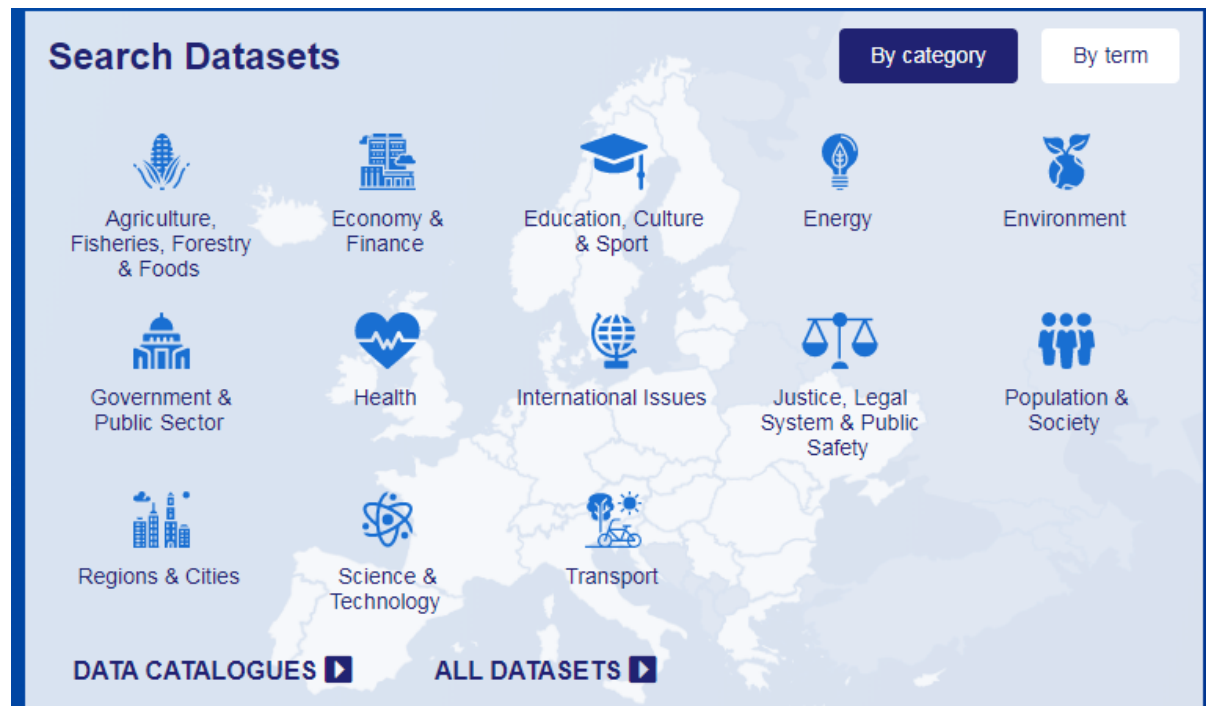 Search Datasets
By category
By term
Agriculture,
Fisheries, Forestry
& Foods
Economy &
Finance
Education, Culture
& Sport
Energy
Environment
Government &
Public Sector
Health
International Issues
Justice, Legal
System & Public
Safety
Population &
Society
Regions & Cities
Science &
Technology
Transport
DATA CATALOGUES
ALL DATASETS